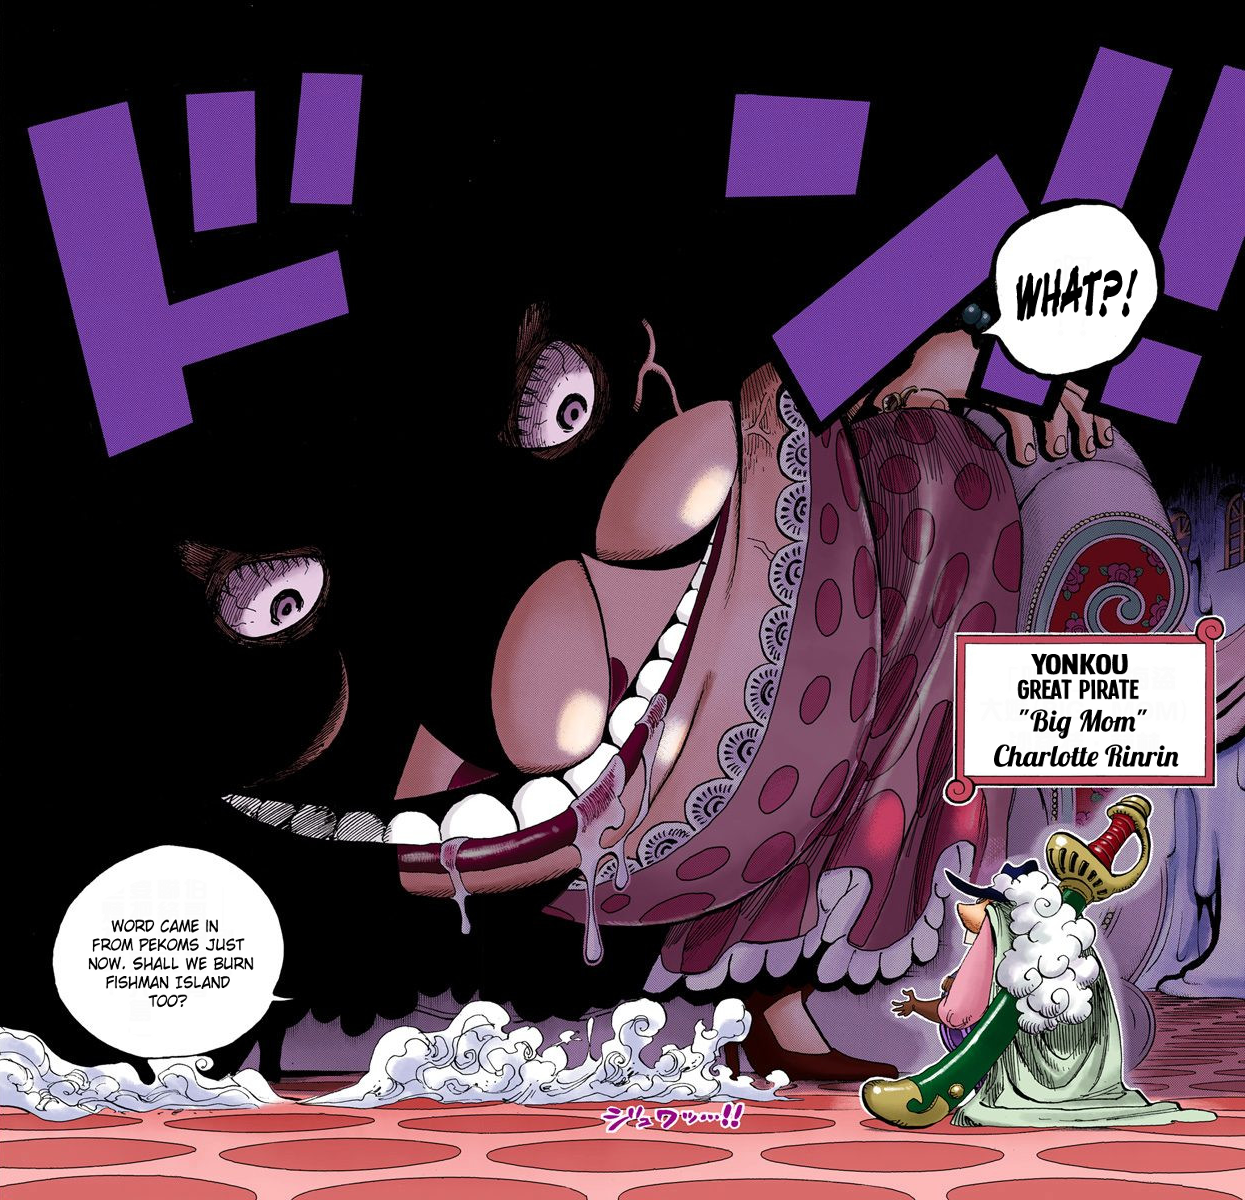 ドン!!
WHAT?!
YONKOU
GREAT PIRATE
"Big Mom"
Charlotte Rinrin
WORD CAME IN
FROM PEKOMS JUST
NOW. SHALL WE BURN
FISHMAN ISLAND
TOO?
ジュワッ…!!